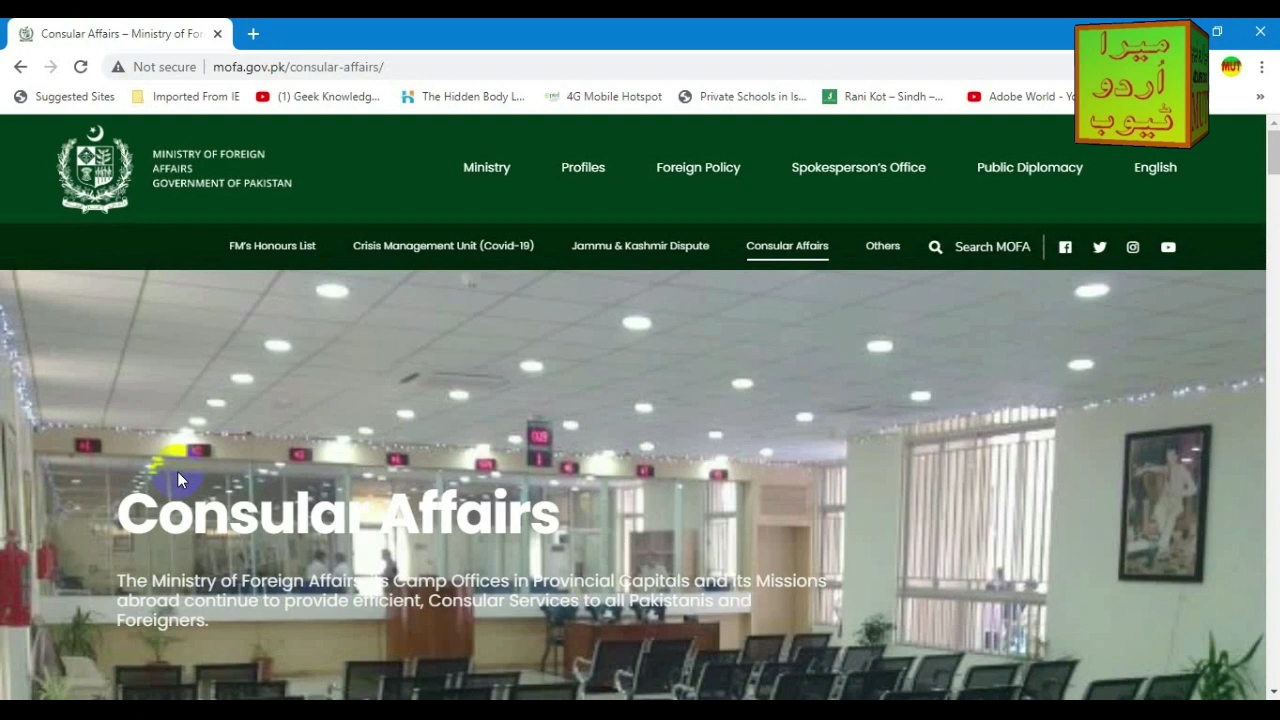 Consular Affairs – Ministry of For
Not secure
mofa.gov.pk/consular-affairs/
MUT
Suggested Sites
Imported From IE
(1) Geek Knowledg...
The Hidden Body L...
4G Mobile Hotspot
Private Schools in Is...
Rani Kot – Sindh –...
Adobe World - Yo
»
میرا
اُردو
ٹیوب
MUT
MINISTRY OF FOREIGN
AFFAIRS
GOVERNMENT OF PAKISTAN
Ministry
Profiles
Foreign Policy
Spokesperson's Office
Public Diplomacy
English
FM's Honours List
Crisis Management Unit (Covid-19)
Jammu & Kashmir Dispute
Consular Affairs
Others
Search MOFA
Consular Affairs
The Ministry of Foreign Affairs, its Camp Offices in Provincial Capitals and its Missions
abroad continue to provide efficient, Consular Services to all Pakistanis and
Foreigners.